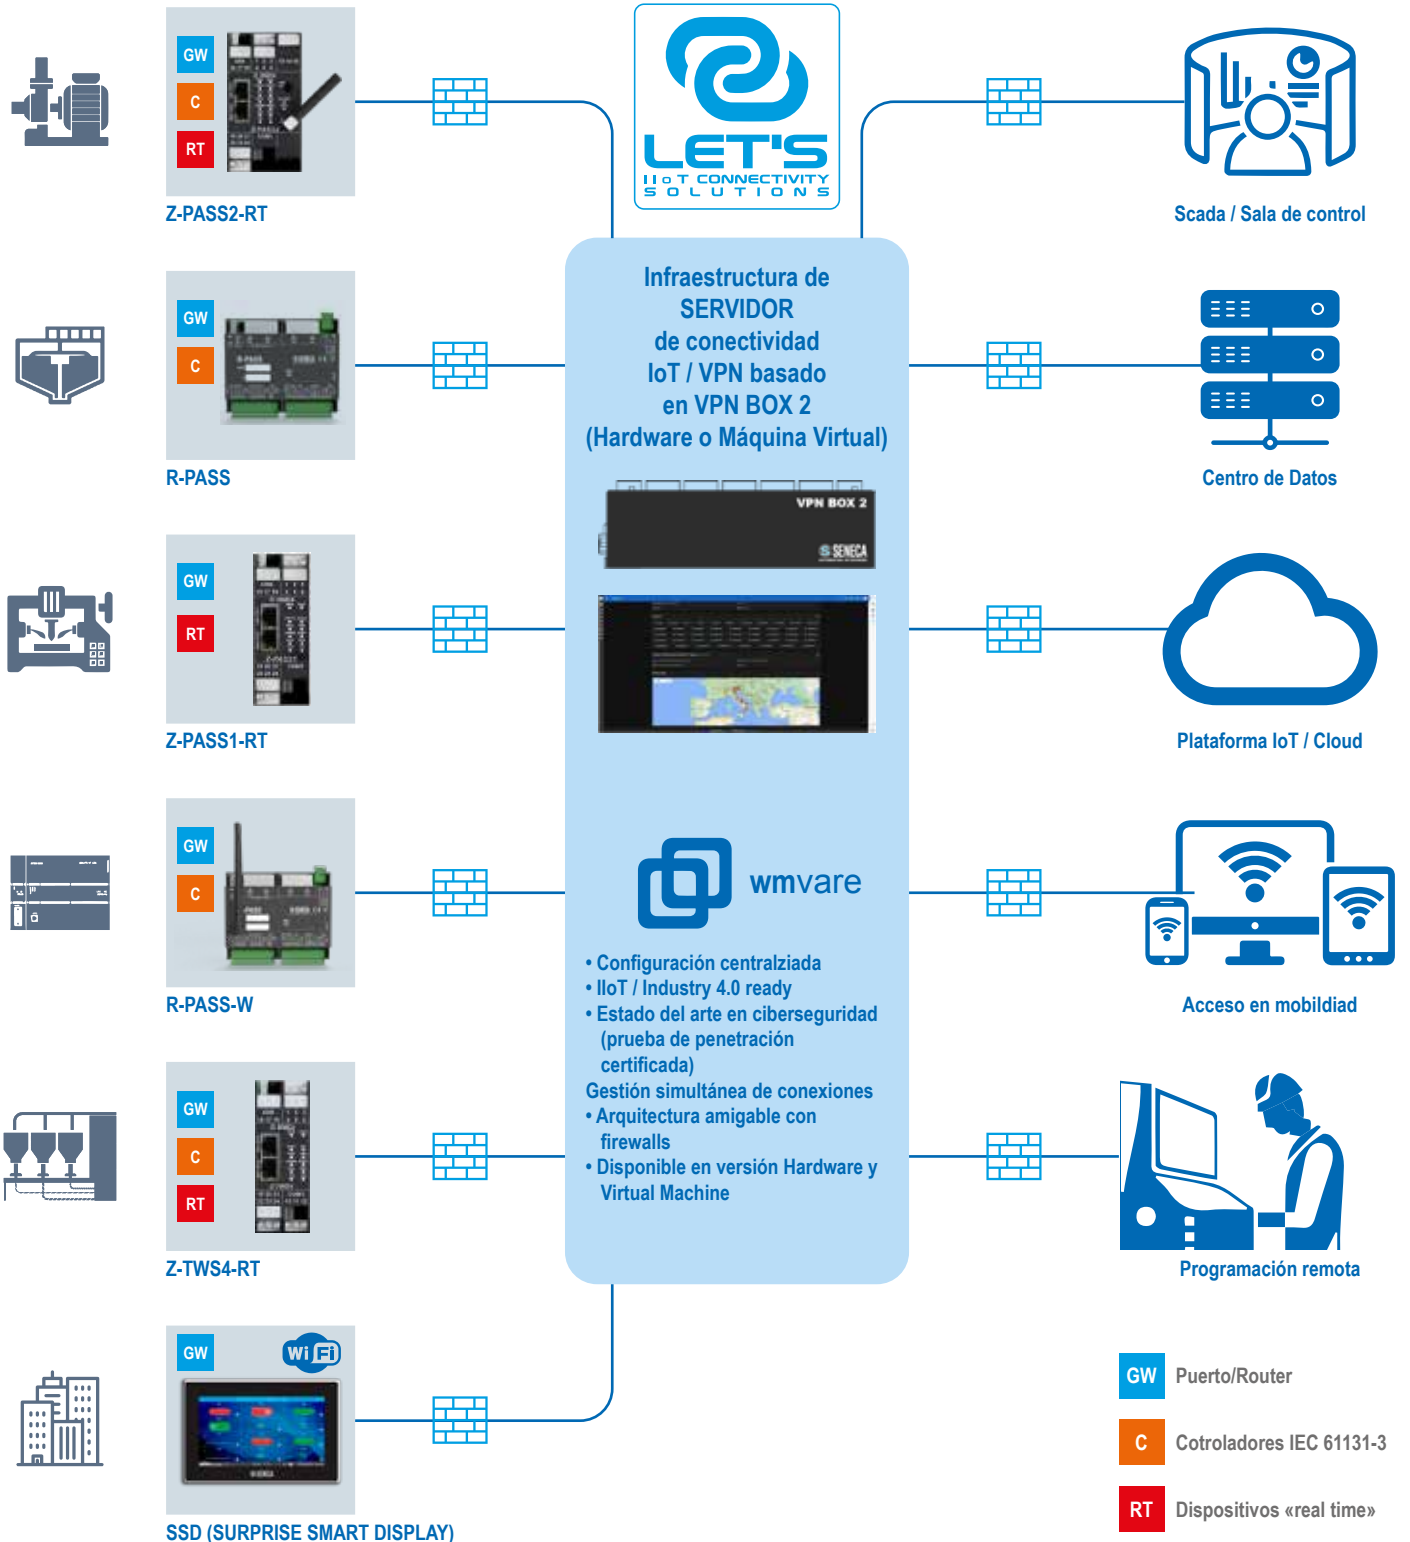 GW
C
RT
Z-PASS2-RT
GW
C
R-PASS
R-PASS
GW
RT
Z-PASS1-RT
GW
C
R-PASS-W
GW
C
RT
Z-TWS4-RT
GW
Wi Fi
SENECA
SSD (SURPRISE SMART DISPLAY)
LET'S
IIoT CONNECTIVITY
SOLUTIONS
Infraestructura de
SERVIDOR
de conectividad
IoT / VPN basado
en VPN BOX 2
(Hardware o Máquina Virtual)
VPN BOX 2
SENECA
wmvare
• Configuración centralziada
• IIoT / Industry 4.0 ready
• Estado del arte en ciberseguridad
(prueba de penetración
certificada)
Gestión simultánea de conexiones
• Arquitectura amigable con
firewalls
• Disponible en versión Hardware y
Virtual Machine
Scada / Sala de control
Centro de Datos
Plataforma IoT / Cloud
Acceso en mobildiad
Programación remota
GW Puerto/Router
C Cotroladores IEC 61131-3
RT Dispositivos «real time»